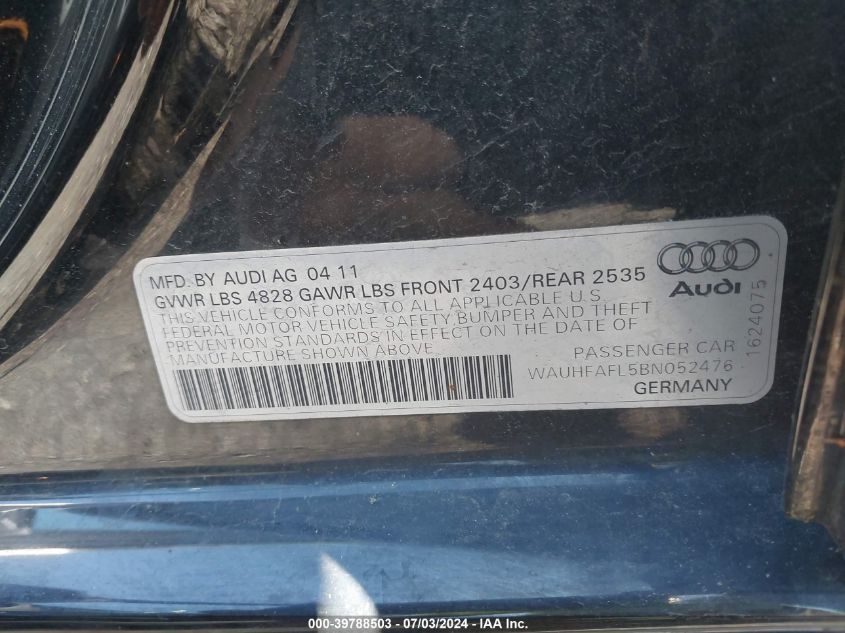 MFD. BY AUDI AG 04 11
GVWR LBS 4828 GAWR LBS FRONT 2403/REAR 2535
THIS VEHICLE CONFORMS TO ALL APPLICABLE U.S
FEDERAL MOTOR VEHICLE SAFETY BUMPER AND THEFT
PREVENTION STANDARDS IN EFFECT ON THE DATE OF
MANUFACTURE SHOWN ABOVE
Audi
1624075
PASSENGER CAR
WAUHFAFL5BN052476
GERMANY
000-39788503 - 07/03/2024 - IAA Inc.